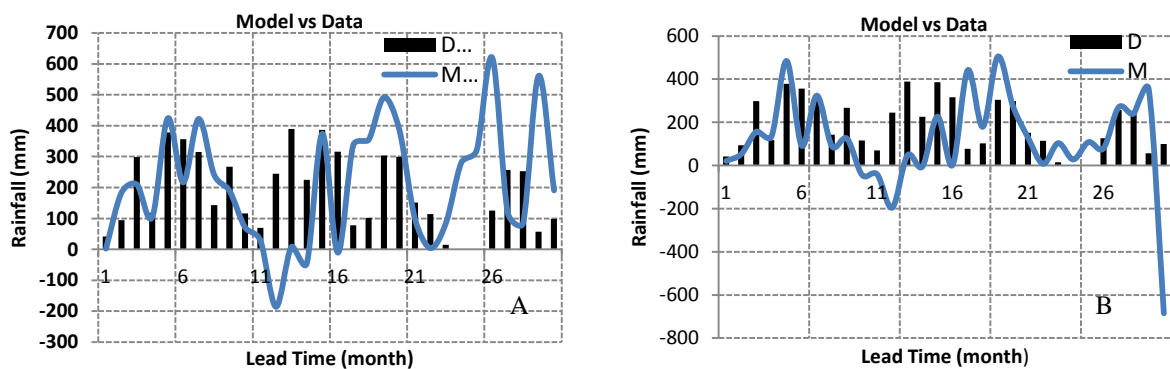 Model vs Data
D...
M...
Rainfall (mm)
700
600
500
400
300
200
100
0
-100
-200
-300
1
6
11
16
21
26
A
Lead Time (month)
Model vs Data
D
M
Rainfall (mm)
600
400
200
0
-200
-400
-600
-800
1
6
11
16
21
26
B
Lead Time (month)